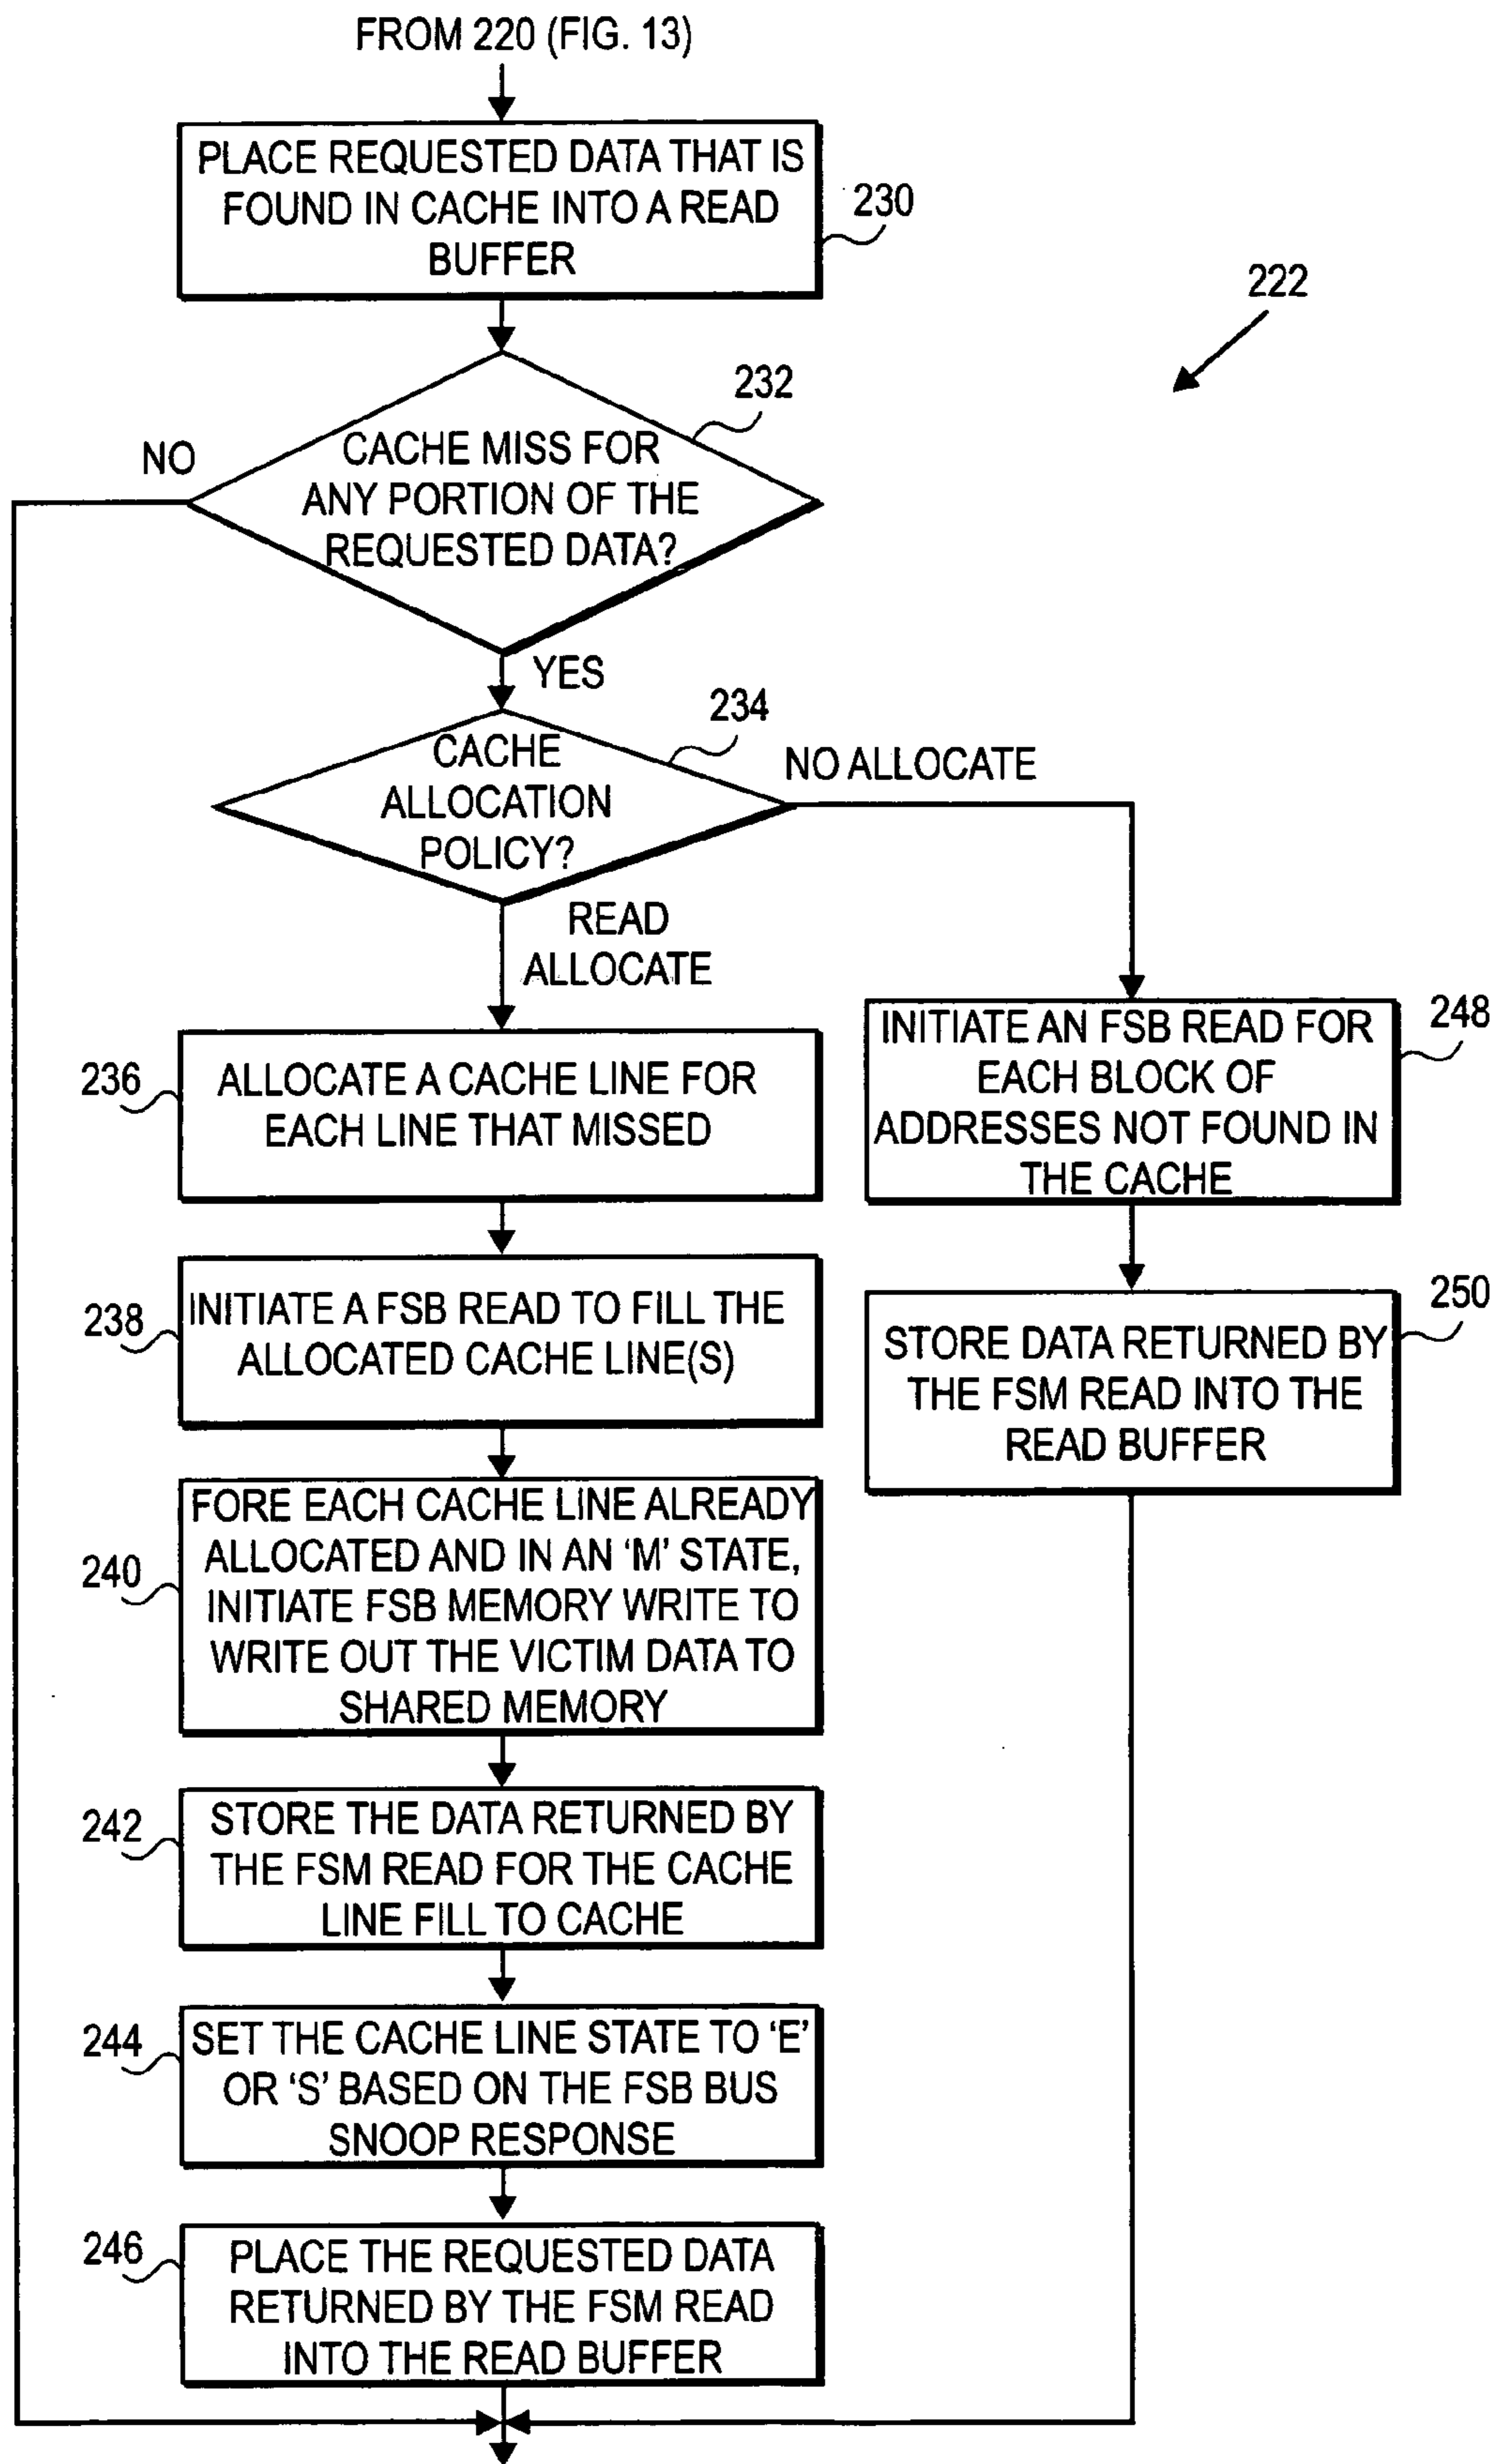 FROM 220 (FIG. 13)
PLACE REQUESTED DATA THAT IS
FOUND IN CACHE INTO A READ
BUFFER
230
222
232
CACHE MISS FOR
ANY PORTION OF THE
REQUESTED DATA?
NO
YES
234
CACHE
ALLOCATION
POLICY?
NO ALLOCATE
READ
ALLOCATE
236
ALLOCATE A CACHE LINE FOR
EACH LINE THAT MISSED
248
INITIATE AN FSB READ FOR
EACH BLOCK OF
ADDRESSES NOT FOUND IN
THE CACHE
238
INITIATE A FSB READ TO FILL THE
ALLOCATED CACHE LINE(S)
250
STORE DATA RETURNED BY
THE FSM READ INTO THE
READ BUFFER
240
FORE EACH CACHE LINE ALREADY
ALLOCATED AND IN AN ‘M’ STATE,
INITIATE FSB MEMORY WRITE TO
WRITE OUT THE VICTIM DATA TO
SHARED MEMORY
242
STORE THE DATA RETURNED BY
THE FSM READ FOR THE CACHE
LINE FILL TO CACHE
244
SET THE CACHE LINE STATE TO ‘E’
OR ‘S’ BASED ON THE FSB BUS
SNOOP RESPONSE
246
PLACE THE REQUESTED DATA
RETURNED BY THE FSM READ
INTO THE READ BUFFER